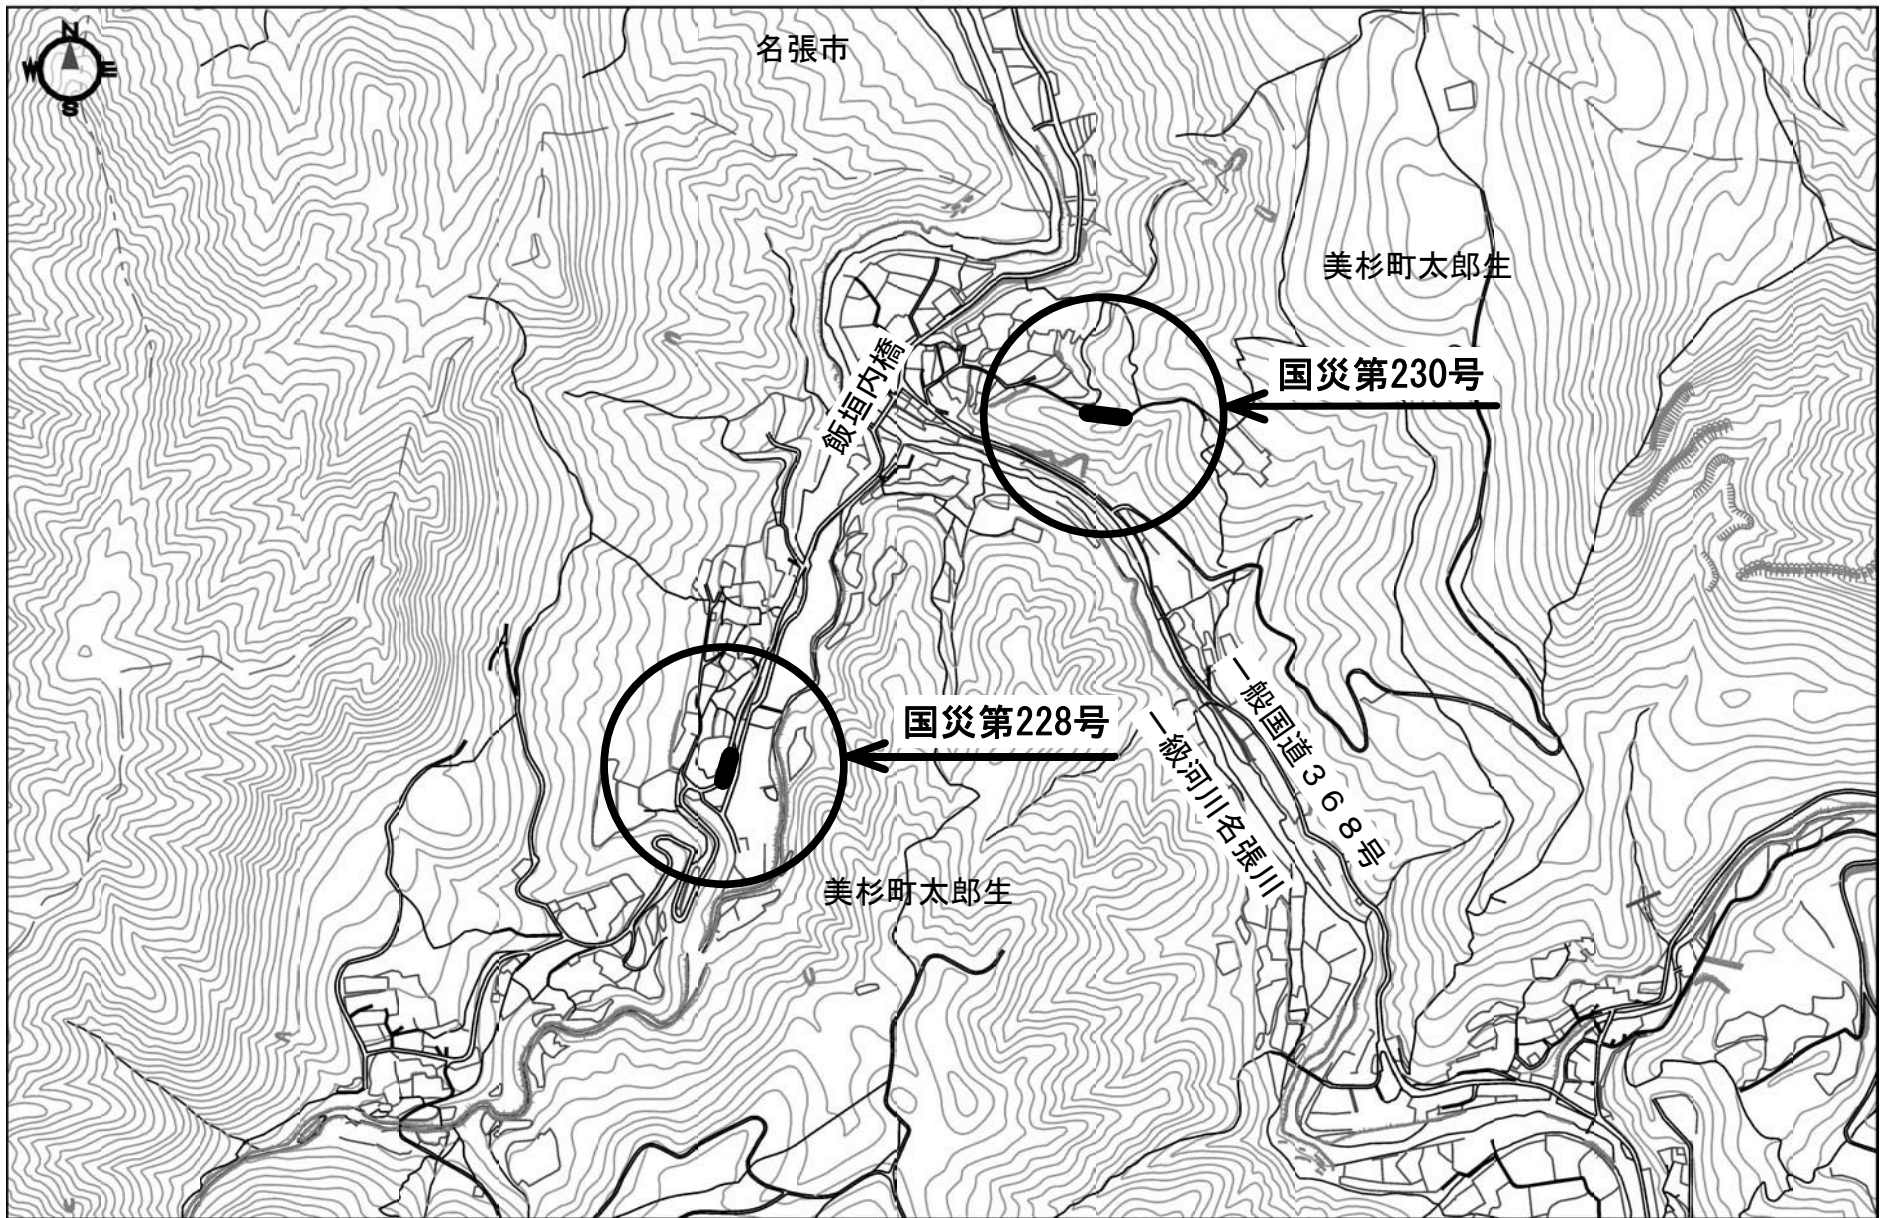 N
W E
S
名張市
美杉町太郎生
飯垣内橋
国災第230号
国災第228号
一般国道368号
一級河川名張川
美杉町太郎生